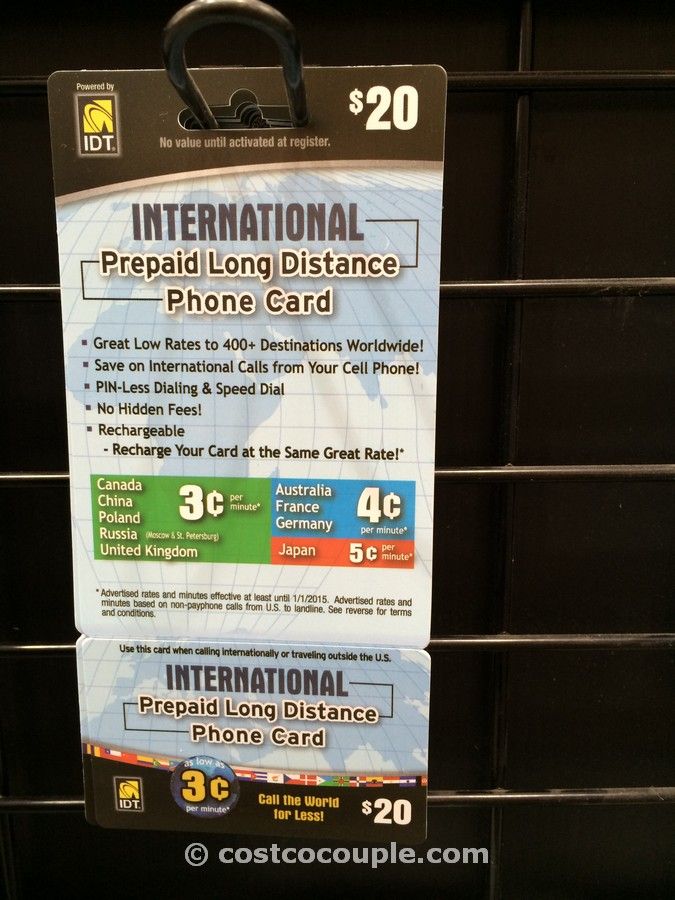 Powered by
IDT
$20
No value until activated at register.
INTERNATIONAL
Prepaid Long Distance
Phone Card
▪ Great Low Rates to 400+ Destinations Worldwide!
▪ Save on International Calls from Your Cell Phone!
▪ PIN-Less Dialing & Speed Dial
▪ No Hidden Fees!
▪ Rechargeable
- Recharge Your Card at the Same Great Rate!*
Canada
China
Poland
Russia (Moscow & St. Petersburg)
United Kingdom
3¢ per minute*
Australia
France
Germany
4¢
per minute*
Japan 5¢ per minute*
*Advertised rates and minutes effective at least until 1/1/2015. Advertised rates and
minutes based on non-payphone calls from U.S. to landline. See reverse for terms
and conditions.
Use this card when calling internationally or traveling outside the U.S.
INTERNATIONAL
Prepaid Long Distance
Phone Card
as low as
3¢
per minute*
IDT
Call the World
for Less!
$20
© costcocouple.com